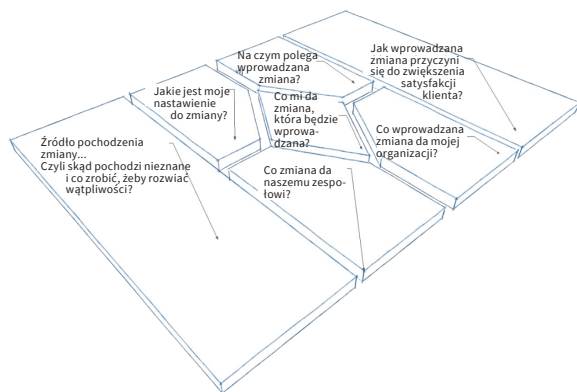 Na czym polega
wprowadzana
zmiana?
Jak wprowadzana
zmiana przyczyni
się do zwiększenia
satysfakcji
klienta?
Jakie jest moje
nastawienie
do zmiany?
Co mi da
zmiana,
która będzie
wprowa-
dzana?
Co wprowadzana
zmiana da mojej
organizacji?
Źródło pochodzenia
zmiany...
Czyli skąd pochodzi nieznane
i co zrobić, żeby rozwiać
wątpliwości?
Co zmiana da
naszemu zespo-
łowi?